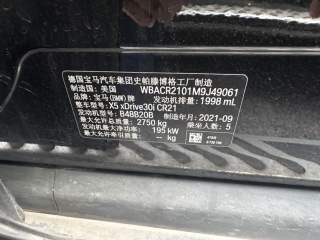 德国宝马汽车集团史帕滕博格工厂制造
制造国: 美国 WBACR2101M9J49061
品牌: 宝马(BMW)牌 发动机排量: 1998 mL
整车型号: X5 xDrive30i CR21
发动机型号: B48B20B
最大允许总质量: 2750 kg 制造年月: 2021-09
最大净功率: 195 kW 乘坐人数: 5
-- kg